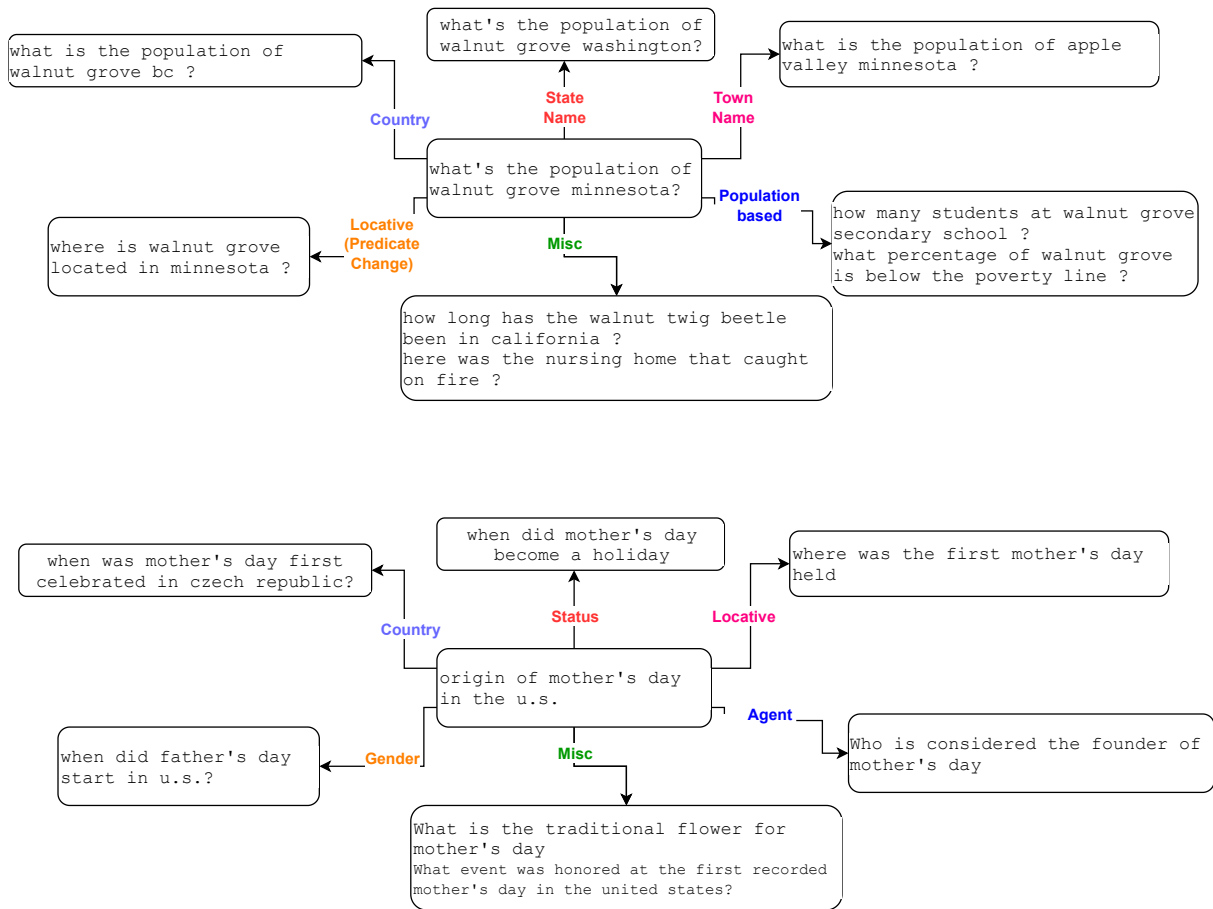 what's the population of
walnut grove washington?
what is the population of
walnut grove bc ?
what is the population of apple
valley minnesota ?
State
Name
Town
Name
Country
what's the population of
walnut grove minnesota?
Population
based
Locative
(Predicate
Change)
Misc
how many students at walnut grove
secondary school ?
what percentage of walnut grove
is below the poverty line ?
where is walnut grove
located in minnesota ?
how long has the walnut twig beetle
been in california ?
here was the nursing home that caught
on fire ?
when did mother's day
become a holiday
when was mother's day first
celebrated in czech republic?
where was the first mother's day
held
Status
Locative
Country
origin of mother's day
in the u.s.
Agent
Gender
Misc
when did father's day
start in u.s.?
Who is considered the founder of
mother's day
What is the traditional flower for
mother's day
What event was honored at the first recorded
mother's day in the united states?